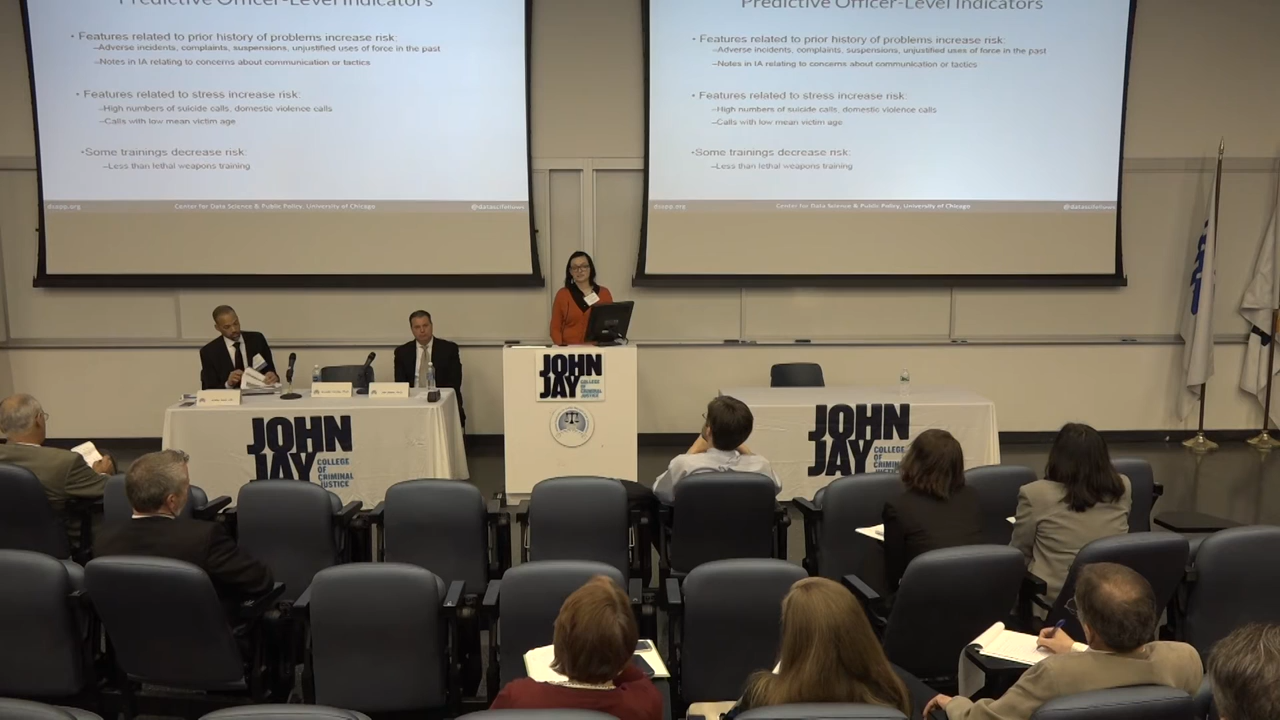 Predictive Officer-Level Indicators
• Features related to prior history of problems increase risk:
–Adverse incidents, complaints, suspensions, unjustified uses of force in the past
–Notes in IA relating to concerns about communication or tactics
• Features related to stress increase risk:
–High numbers of suicide calls, domestic violence calls
–Calls with low mean victim age
•Some trainings decrease risk:
–Less than lethal weapons training
dsspp.org
Center for Data Science & Public Policy, University of Chicago
@datascifellows
Predictive Officer-Level Indicators
• Features related to prior history of problems increase risk:
–Adverse incidents, complaints, suspensions, unjustified uses of force in the past
–Notes in IA relating to concerns about communication or tactics
• Features related to stress increase risk:
–High numbers of suicide calls, domestic violence calls
–Calls with low mean victim age
•Some trainings decrease risk:
–Less than lethal weapons training
dsspp.org
Center for Data Science & Public Policy, University of Chicago
@datascifellows
JOHN
JAY
COLLEGE
OF
CRIMINAL
JUSTICE
JOHN
JAY
COLLEGE
OF
CRIMINAL
JUSTICE
JOHN
JAY
COLLEGE
OF
CRIMINAL